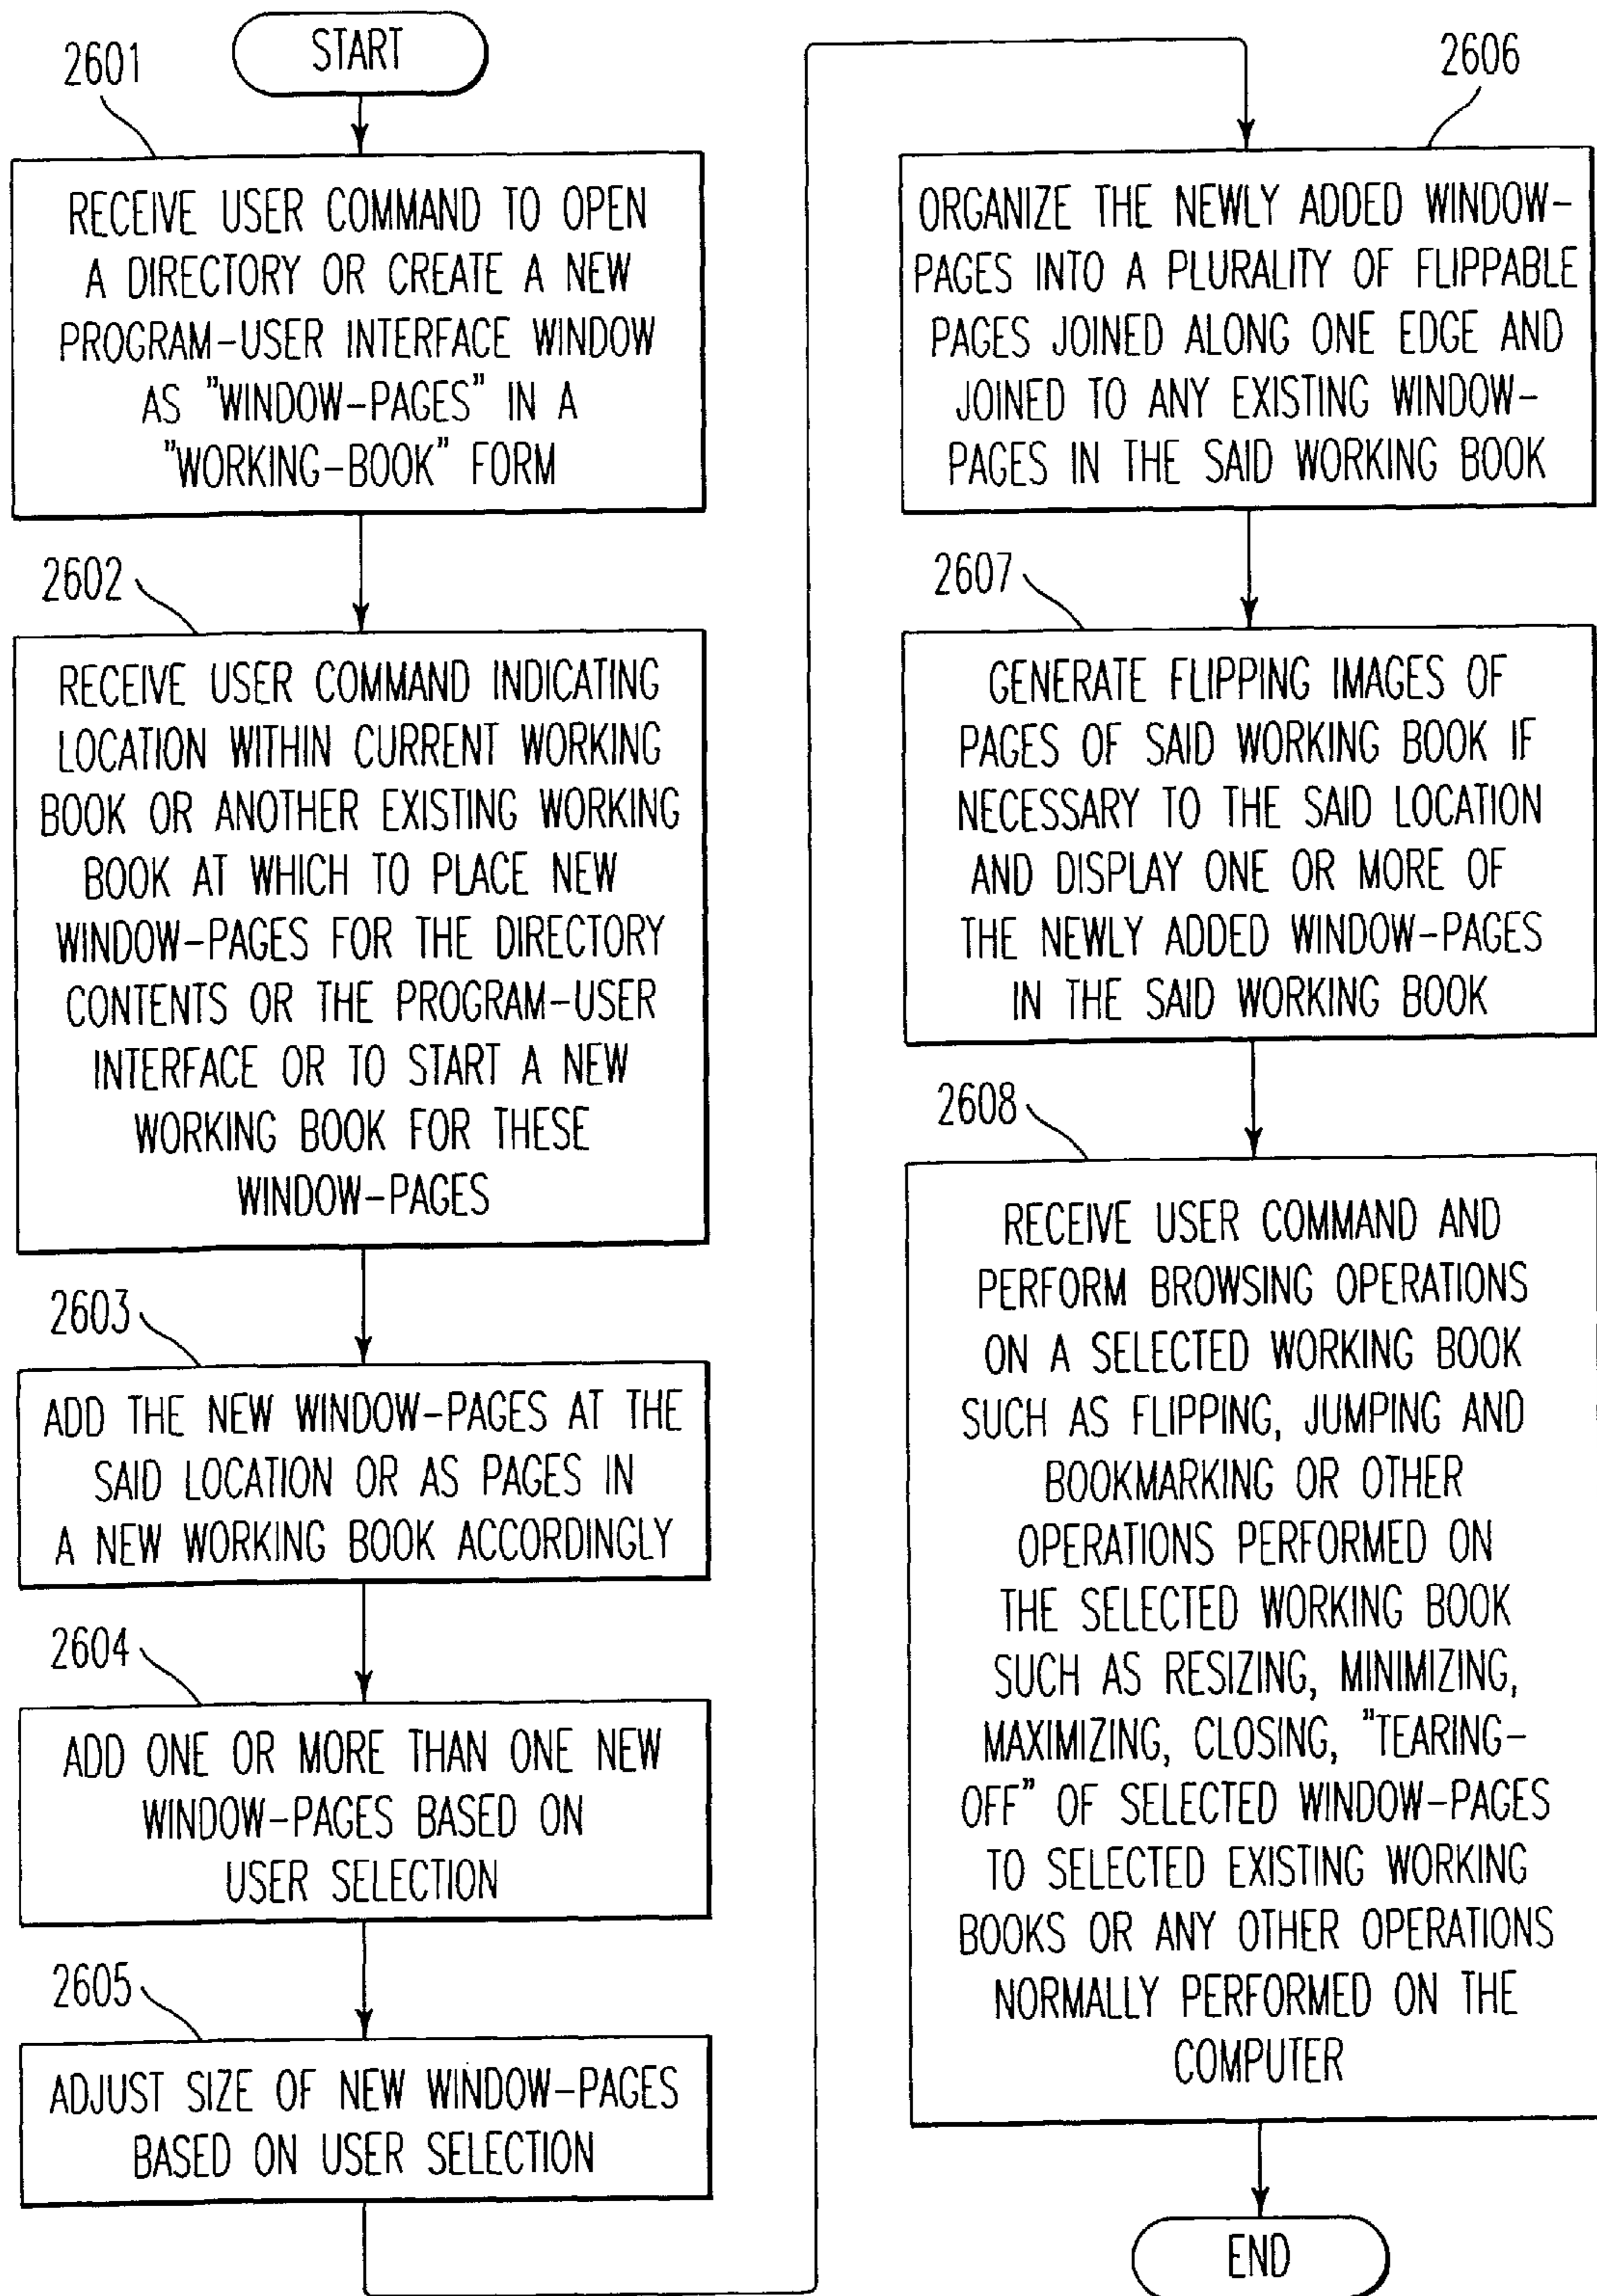 START
2601
RECEIVE USER COMMAND TO OPEN
A DIRECTORY OR CREATE A NEW
PROGRAM-USER INTERFACE WINDOW
AS "WINDOW-PAGES" IN A
"WORKING-BOOK" FORM
2602
RECEIVE USER COMMAND INDICATING
LOCATION WITHIN CURRENT WORKING
BOOK OR ANOTHER EXISTING WORKING
BOOK AT WHICH TO PLACE NEW
WINDOW-PAGES FOR THE DIRECTORY
CONTENTS OR THE PROGRAM-USER
INTERFACE OR TO START A NEW
WORKING BOOK FOR THESE
WINDOW-PAGES
2603
ADD THE NEW WINDOW-PAGES AT THE
SAID LOCATION OR AS PAGES IN
A NEW WORKING BOOK ACCORDINGLY
2604
ADD ONE OR MORE THAN ONE NEW
WINDOW-PAGES BASED ON
USER SELECTION
2605
ADJUST SIZE OF NEW WINDOW-PAGES
BASED ON USER SELECTION
2606
ORGANIZE THE NEWLY ADDED WINDOW-
PAGES INTO A PLURALITY OF FLIPPABLE
PAGES JOINED ALONG ONE EDGE AND
JOINED TO ANY EXISTING WINDOW-
PAGES IN THE SAID WORKING BOOK
2607
GENERATE FLIPPING IMAGES OF
PAGES OF SAID WORKING BOOK IF
NECESSARY TO THE SAID LOCATION
AND DISPLAY ONE OR MORE OF
THE NEWLY ADDED WINDOW-PAGES
IN THE SAID WORKING BOOK
2608
RECEIVE USER COMMAND AND
PERFORM BROWSING OPERATIONS
ON A SELECTED WORKING BOOK
SUCH AS FLIPPING, JUMPING AND
BOOKMARKING OR OTHER
OPERATIONS PERFORMED ON
THE SELECTED WORKING BOOK
SUCH AS RESIZING, MINIMIZING,
MAXIMIZING, CLOSING, "TEARING-
OFF" OF SELECTED WINDOW-PAGES
TO SELECTED EXISTING WORKING
BOOKS OR ANY OTHER OPERATIONS
NORMALLY PERFORMED ON THE
COMPUTER
END